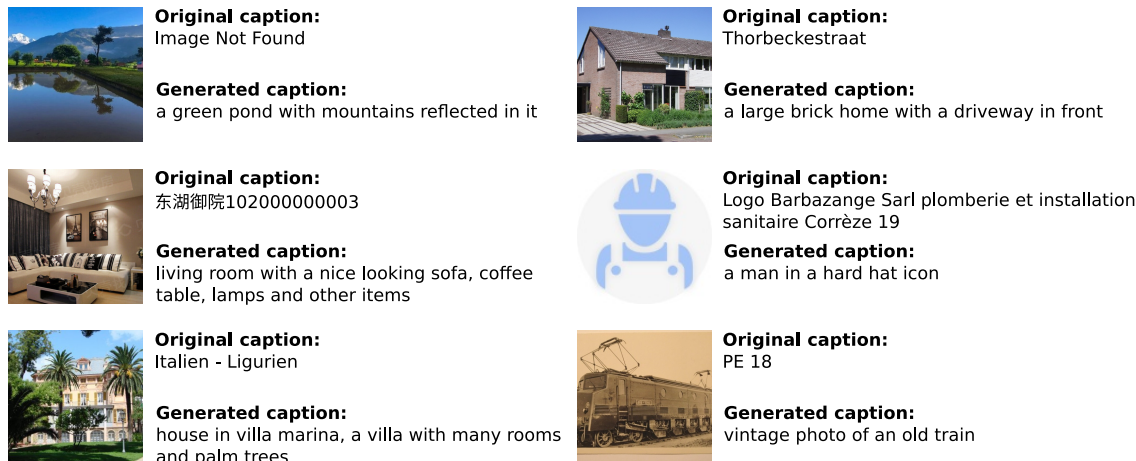 Original caption:
Image Not Found
Generated caption:
a green pond with mountains reflected in it
Original caption:
Thorbeckestraat
Generated caption:
a large brick home with a driveway in front
Original caption:
东湖御院102000000003
Generated caption:
living room with a nice looking sofa, coffee
table, lamps and other items
Original caption:
Logo Barbazange Sarl plomberie et installation
sanitaire Corrèze 19
Generated caption:
a man in a hard hat icon
Original caption:
Italien - Ligurien
Generated caption:
house in villa marina, a villa with many rooms
and palm trees
Original caption:
PE 18
Generated caption:
vintage photo of an old train